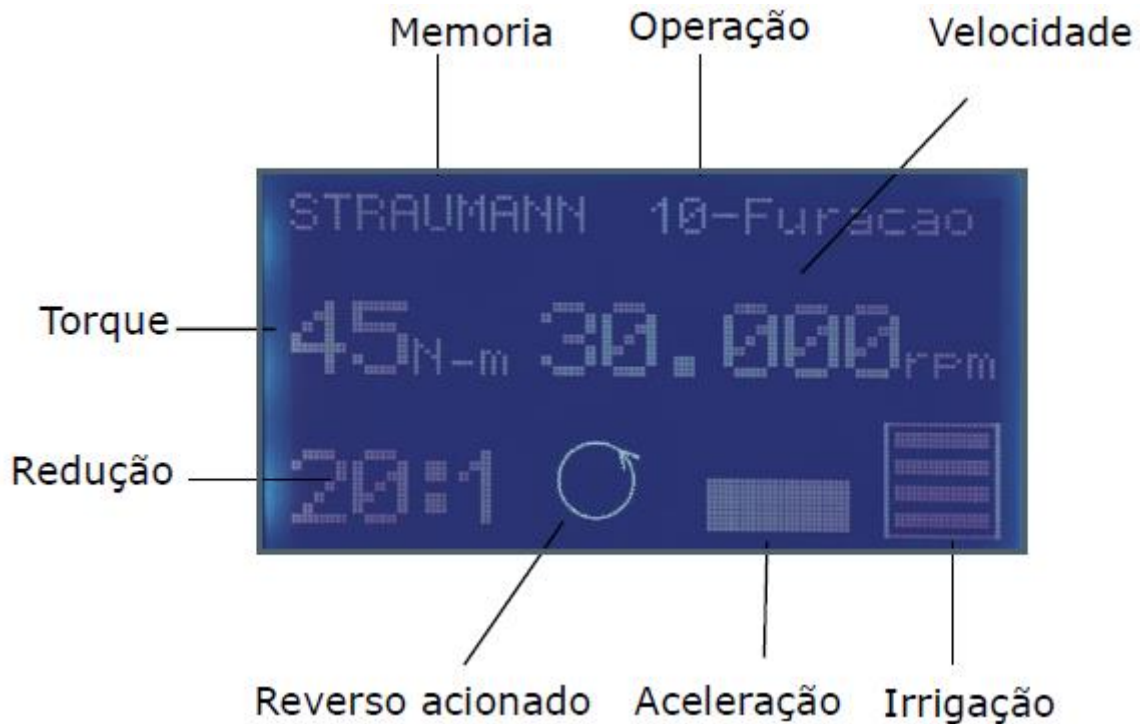 Memoria Operação Velocidade
STRAUMANN 10-Furacao
Torque 45N-m 30.000rpm
Redução 20:1
Reverso acionado Aceleração Irrigação